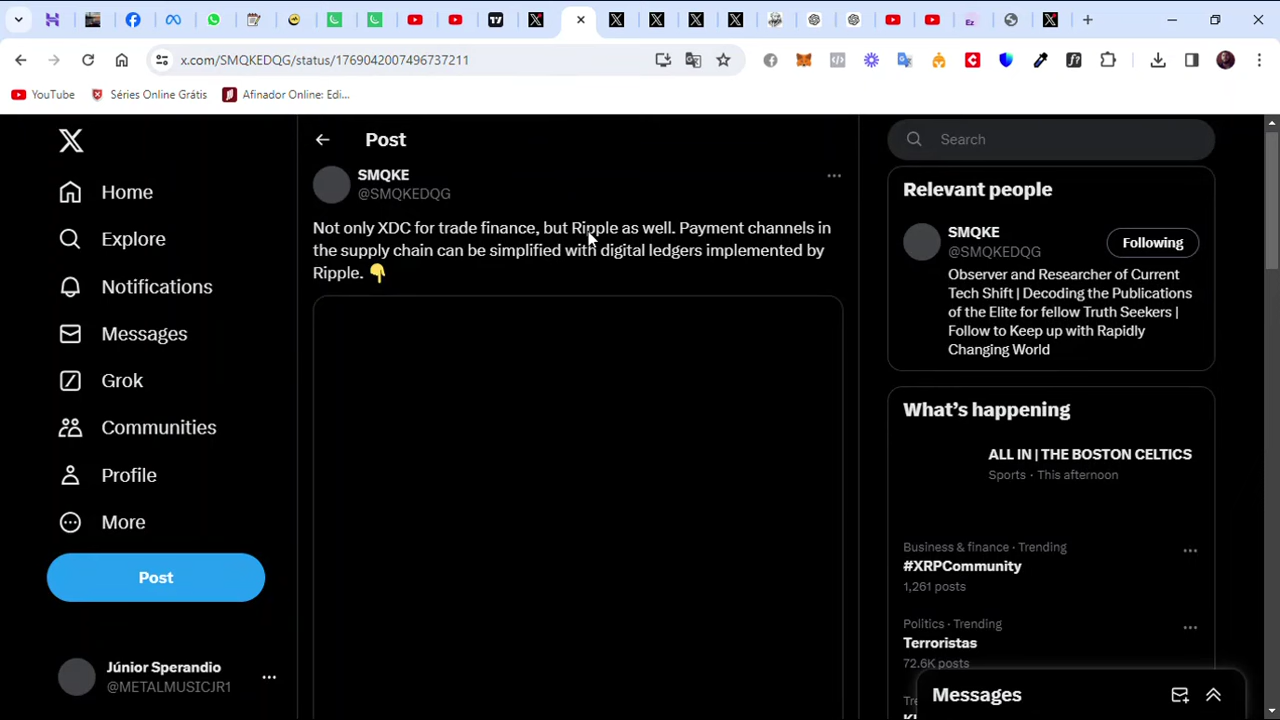 x.com/SMQKEDQG/status/1769042007496737211
YouTube
Séries Online Grátis
Afinador Online: Edi...
Home
Explore
Notifications
Messages
Grok
Communities
Profile
More
Post
Júnior Sperandio
@METALMUSICJR1
Post
SMQKE
@SMQKEDQG
Not only XDC for trade finance, but Ripple as well. Payment channels in
the supply chain can be simplified with digital ledgers implemented by
Ripple. 👇
Search
Relevant people
SMQKE
@SMQKEDQG
Following
Observer and Researcher of Current
Tech Shift | Decoding the Publications
of the Elite for fellow Truth Seekers |
Follow to Keep up with Rapidly
Changing World
What's happening
ALL IN | THE BOSTON CELTICS
Sports · This afternoon
Business & finance · Trending
#XRPCommunity
1,261 posts
Politics · Trending
Terroristas
72.6K posts
Messages